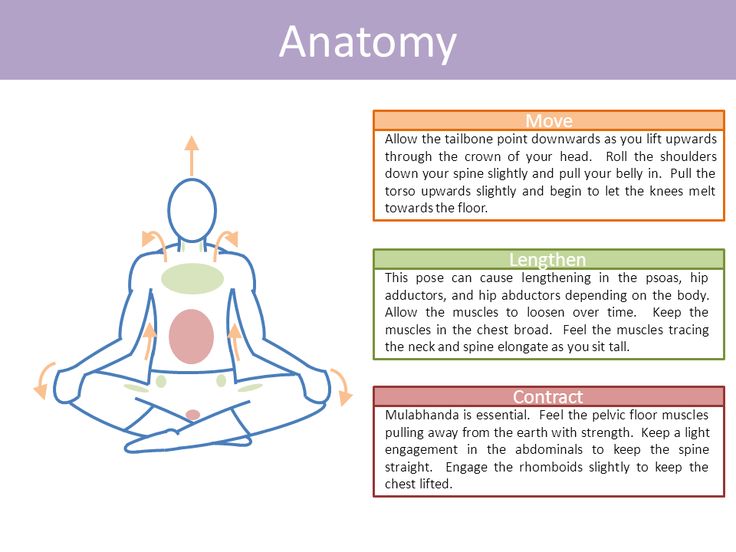 Anatomy
Move
Allow the tailbone point downwards as you lift upwards
through the crown of your head. Roll the shoulders
down your spine slightly and pull your belly in. Pull the
torso upwards slightly and begin to let the knees melt
towards the floor.
Lengthen
This pose can cause lengthening in the psoas, hip
adductors, and hip abductors depending on the body.
Allow the muscles to loosen over time. Keep the
muscles in the chest broad. Feel the muscles tracing
the neck and spine elongate as you sit tall.
Contract
Mulabhanda is essential. Feel the pelvic floor muscles
pulling away from the earth with strength. Keep a light
engagement in the abdominals to keep the spine
straight. Engage the rhomboids slightly to keep the
chest lifted.